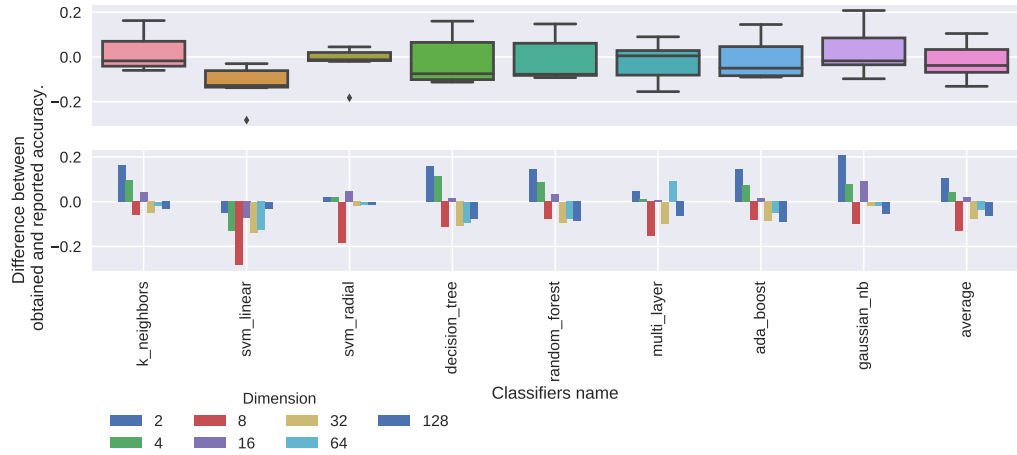 0.2
0.0
−0.2
0.2
0.0
−0.2
Difference between
obtained and reported accuracy.
k_neighbors
svm_linear
svm_radial
decision_tree
random_forest
multi_layer
ada_boost
gaussian_nb
average
Classifiers name
Dimension
2 8 32 128
4 16 64